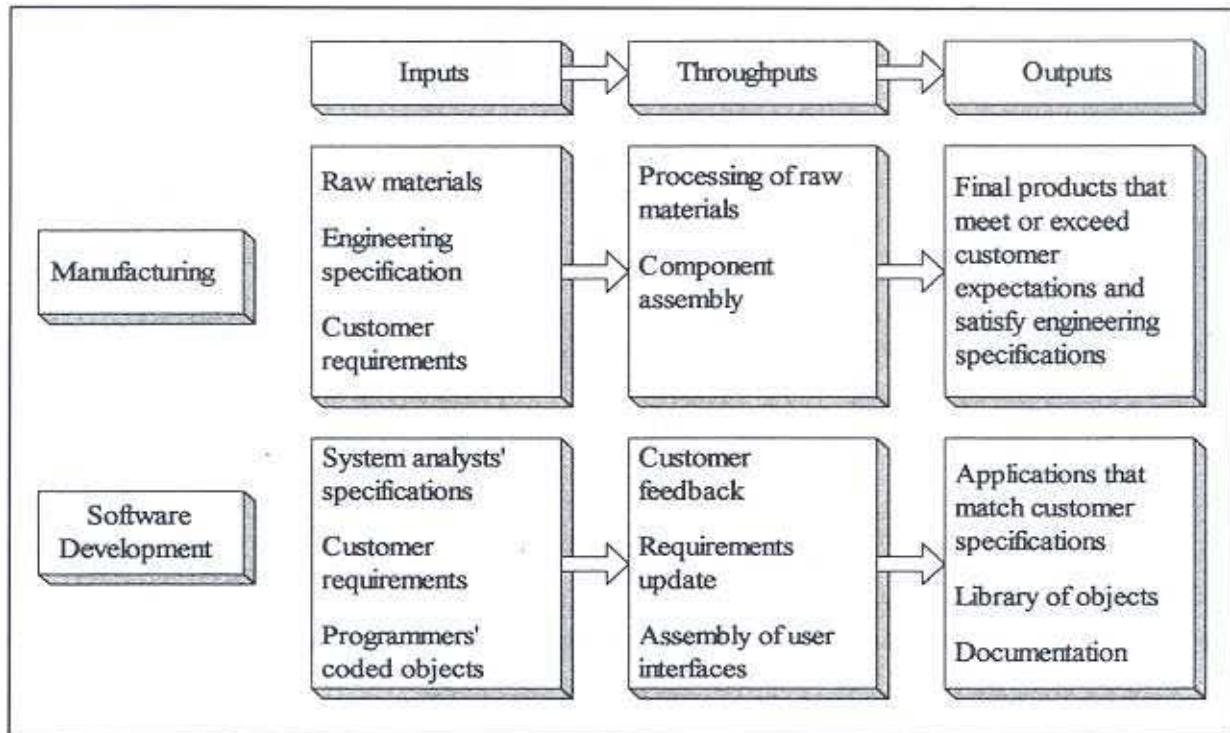 Inputs
Throughputs
Outputs
Manufacturing
Raw materials
Engineering
specification
Customer
requirements
Processing of raw
materials
Component
assembly
Final products that
meet or exceed
customer
expectations and
satisfy engineering
specifications
Software
Development
System analysts'
specifications
Customer
requirements
Programmers'
coded objects
Customer
feedback
Requirements
update
Assembly of user
interfaces
Applications that
match customer
specifications
Library of objects
Documentation